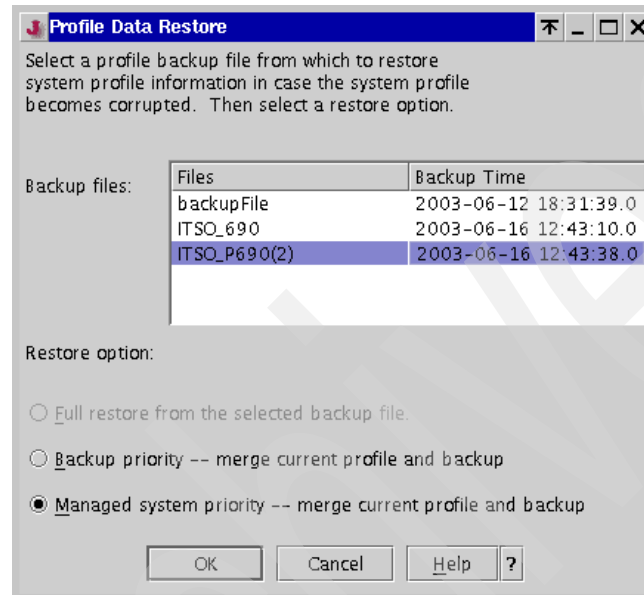 Profile Data Restore
Select a profile backup file from which to restore
system profile information in case the system profile
becomes corrupted.  Then select a restore option.
Backup files:
Files Backup Time
backupFile 2003-06-12 18:31:39.0
ITSO_690 2003-06-16 12:43:10.0
ITSO_P690(2) 2003-06-16 12:43:38.0
Restore option:
Full restore from the selected backup file.
Backup priority -- merge current profile and backup
Managed system priority -- merge current profile and backup
OK Cancel Help ?